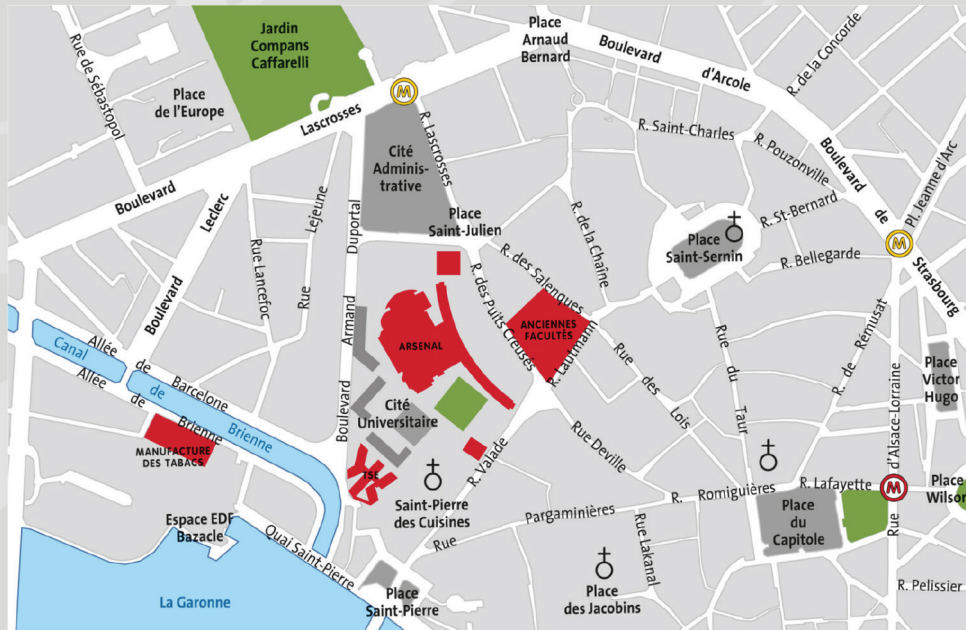 Jardin
Compans
Caffarelli
Place
Arnaud
Bernard
Boulevard
d'Arcole
R. de la Concorde
Rue de Sébastopol
Place
de l'Europe
Lascrosses
M
R. Lascrosses
R. Saint-Charles
R. Pouzonville
Boulevard
de
Strasbourg
Pl. Jeanne d'Arc
Cité
Adminis-
trative
Boulevard
Leclerc
Boulevard
Rue Lancefoc
Rue
Lejeune
Duportal
Armand
Boulevard
Place
Saint-Julien
R. de la Chaîne
R. St-Bernard
Place
Saint-Sernin
R. Bellegarde
M
R. des Salenques
R. des Puits Creusés
ARSENAL
ANCIENNES
FACULTÉS
R. Lautmann
Rue
des
Lois
Rue
du
Taur
R. de Rémusat
Rue
d'Alsace-Lorraine
Place
Victor
Hugo
Canal
de
Brienne
Allée
de
Barcelone
Allée
de
Brienne
MANUFACTURE
DES TABACS
Cité
Universitaire
TSE
Rue Deville
R. Valade
Saint-Pierre
des Cuisines
Rue
Pargaminières
R. Romiguières
R. Lafayette
M
Place
Wilson
Place
du
Capitole
Rue Lakanal
Espace EDF
Bazacle
Quai Saint-Pierre
La Garonne
Place
Saint-Pierre
Place
des Jacobins
R. Pelissier